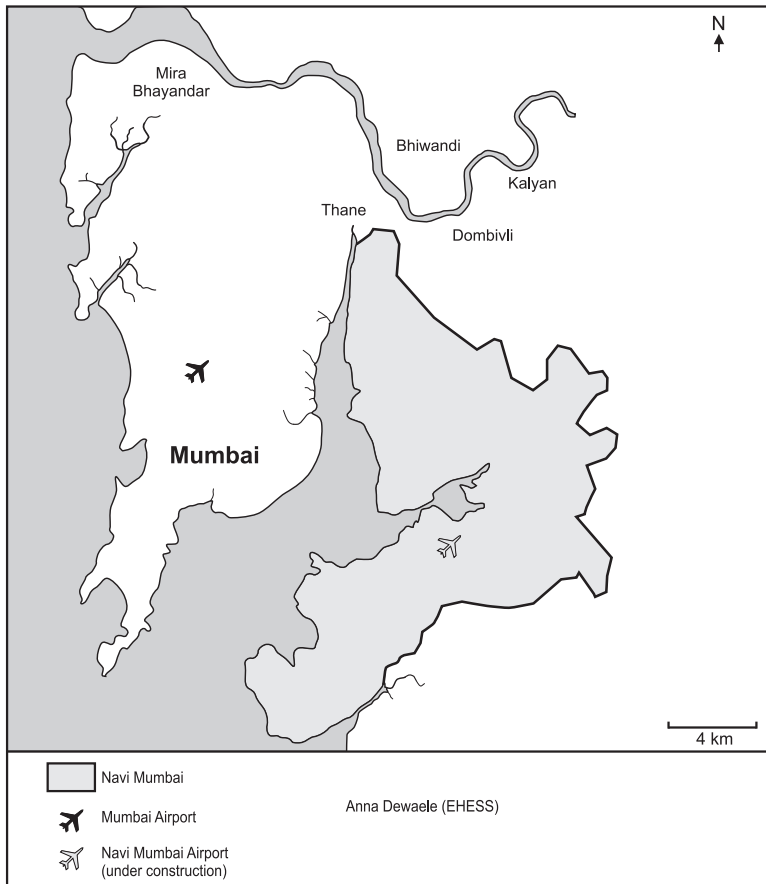 N
Mira
Bhayandar
Bhiwandi
Kalyan
Thane
Dombivli
Mumbai
4 km
Navi Mumbai
Mumbai Airport
Anna Dewaele (EHESS)
Navi Mumbai Airport
(under construction)